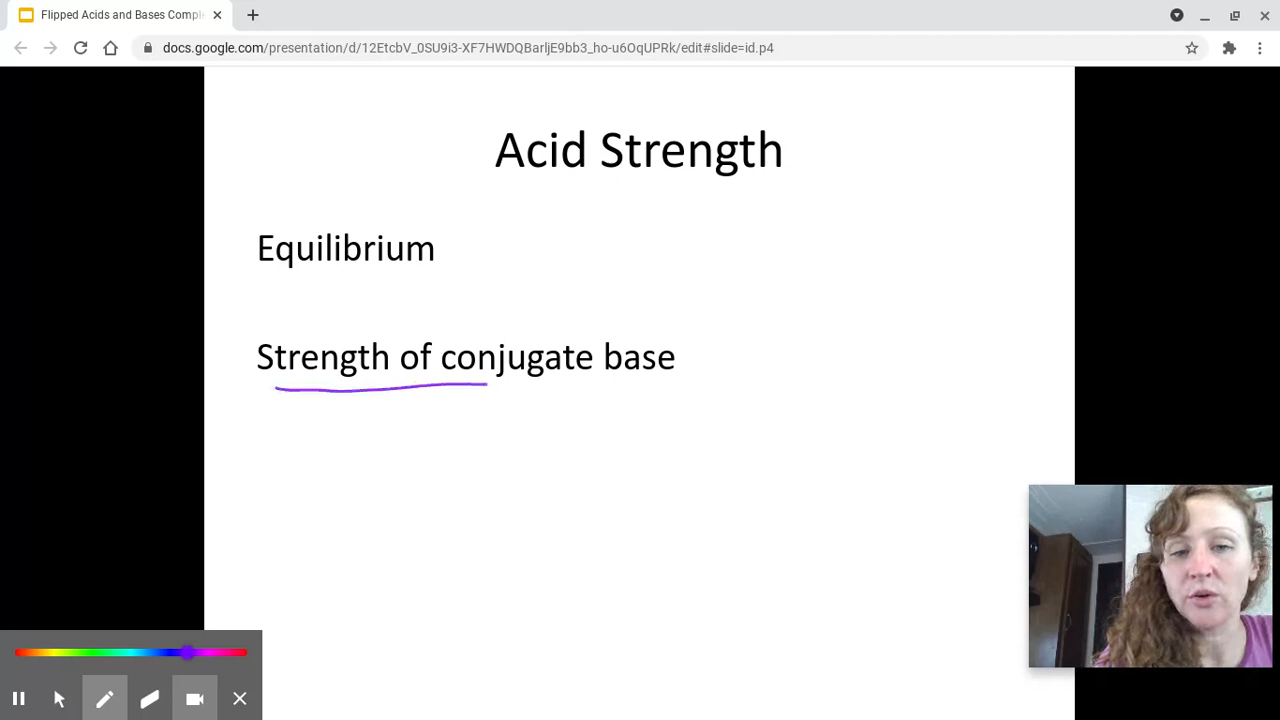 Flipped Acids and Bases Comple
docs.google.com/presentation/d/12EtcbV_0SU9i3-XF7HWDQBarljE9bb3_ho-u6OqUPRk/edit#slide=id.p4
Acid Strength
Equilibrium
Strength of conjugate base